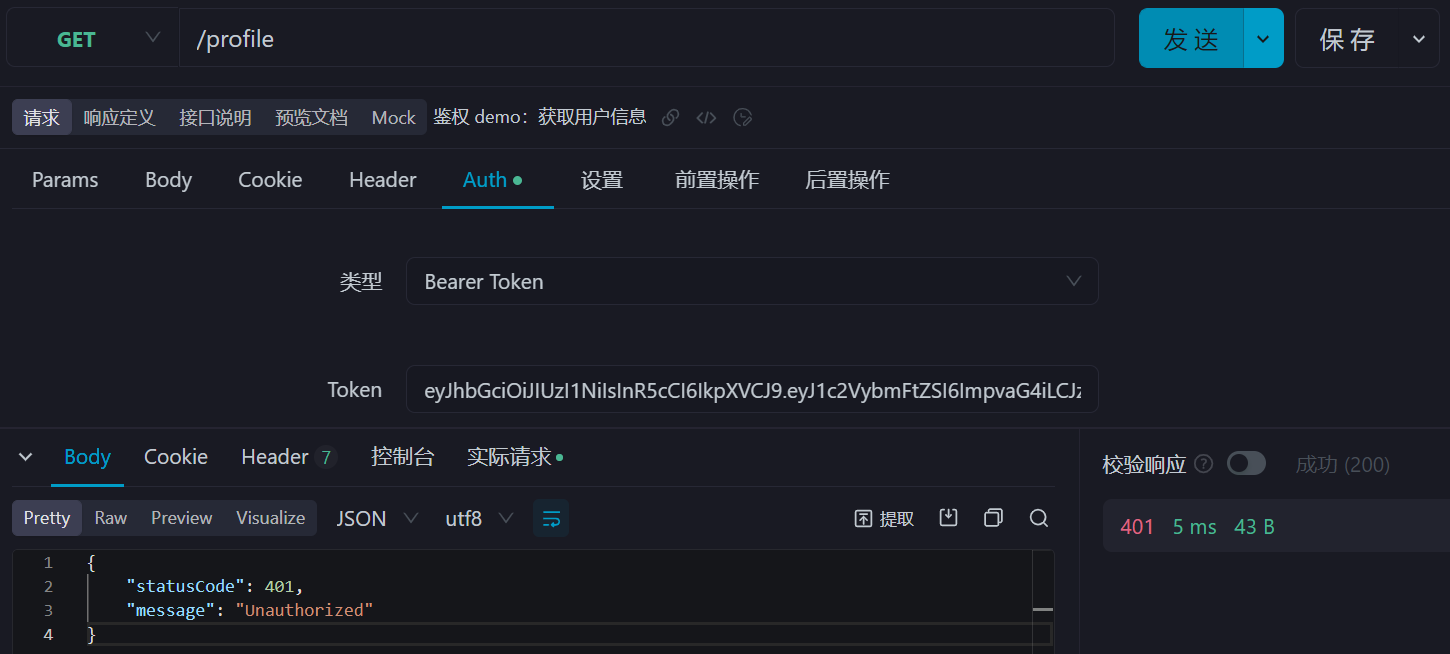 GET /profile 发送 保存
请求 响应定义 接口说明 预览文档 Mock 鉴权 demo：获取用户信息
Params Body Cookie Header Auth 设置 前置操作 后置操作
类型 Bearer Token
Token eyJhbGciOiJIUzI1NiIsInR5cCI6IkpXVCJ9.eyJ1c2VybmFtZSI6ImpvaG4iLCJz
Body Cookie Header 7 控制台 实际请求
校验响应 ? 成功 (200)
Pretty Raw Preview Visualize JSON utf8 提取
401 5 ms 43 B
1 {
2 "statusCode": 401,
3 "message": "Unauthorized"
4 }